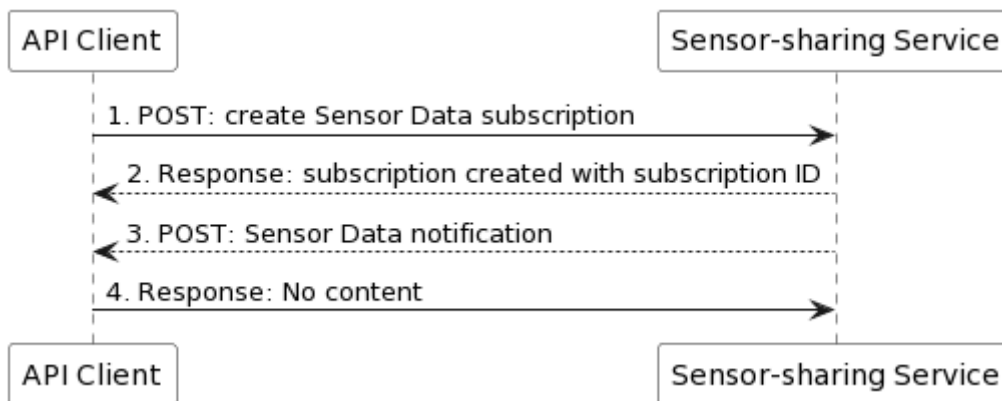 API Client
Sensor-sharing Service
1. POST: create Sensor Data subscription
2. Response: subscription created with subscription ID
3. POST: Sensor Data notification
4. Response: No content
API Client
Sensor-sharing Service